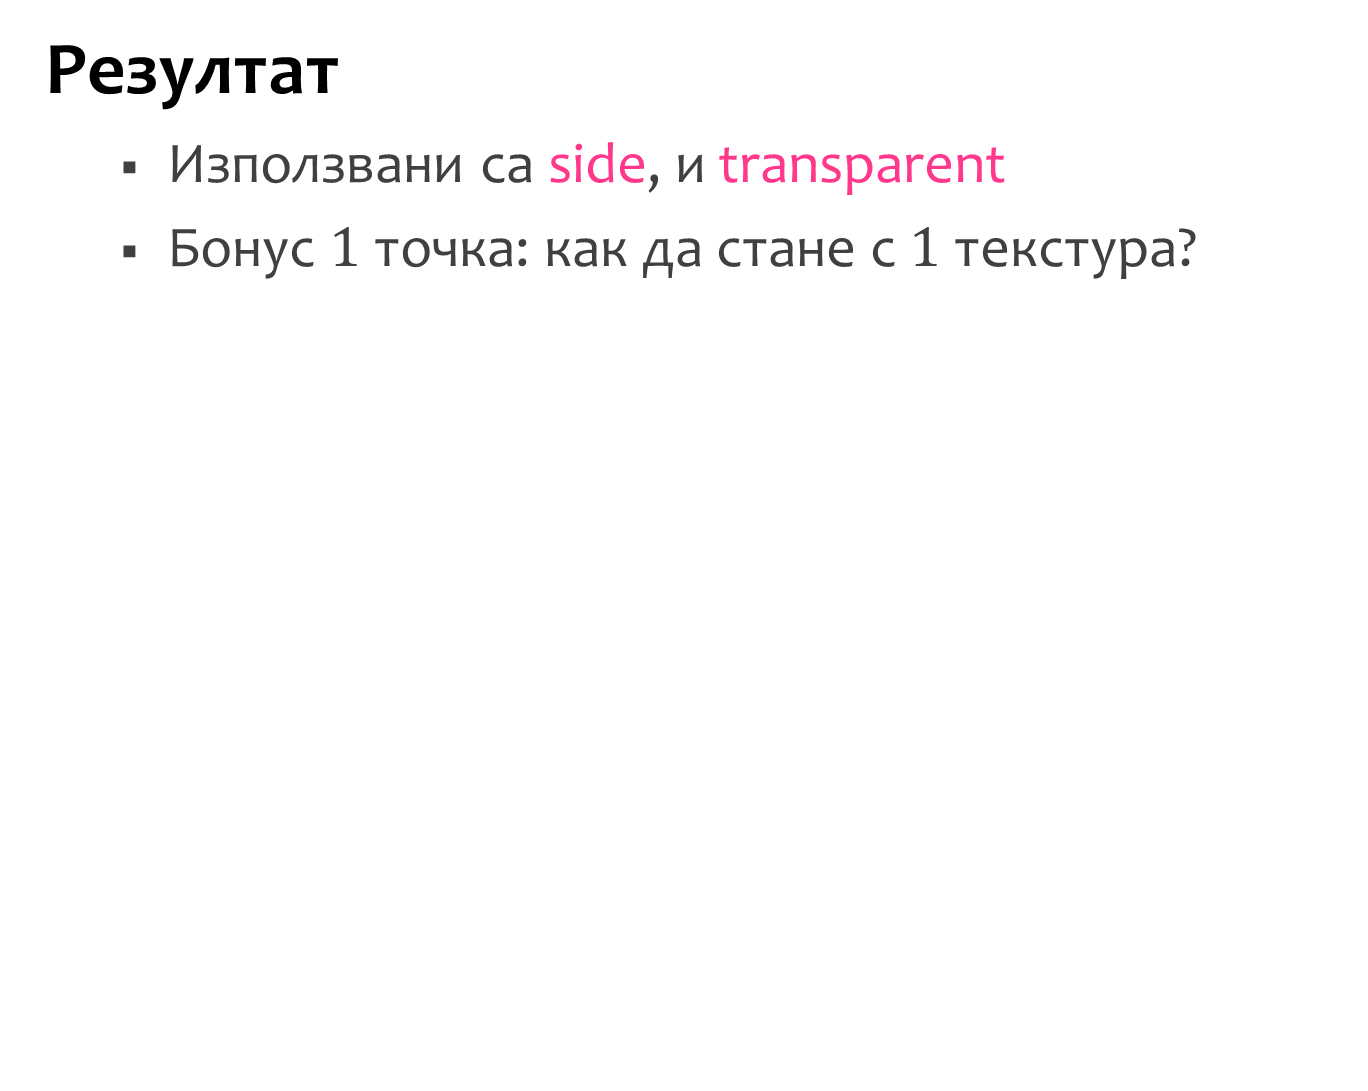 Резултат
▪ Използвани са side, и transparent
▪ Бонус 1 точка: как да стане с 1 текстура?